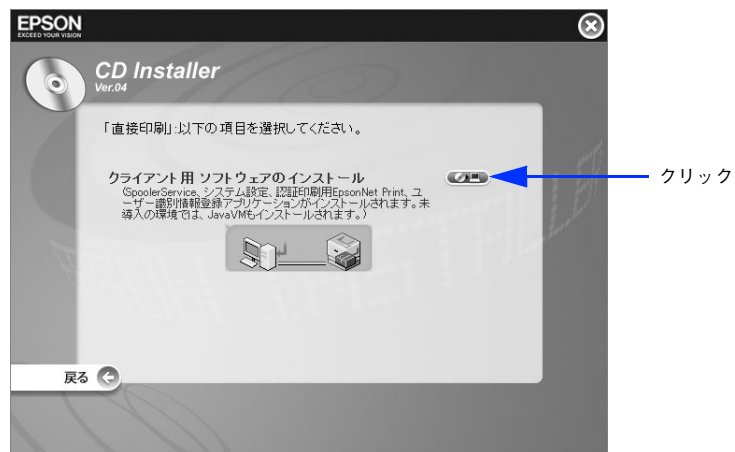 EPSON
EXCEED YOUR VISION
CD Installer
Ver.04
「直接印刷」:以下の項目を選択してください。
クライアント用 ソフトウェアのインストール
(SpoolerService、システム設定、認証印刷用EpsonNet Print、ユ
ーザー識別情報登録アプリケーションがインストールされます。未
導入の環境では、JavaVMもインストールされます。)
クリック
戻る